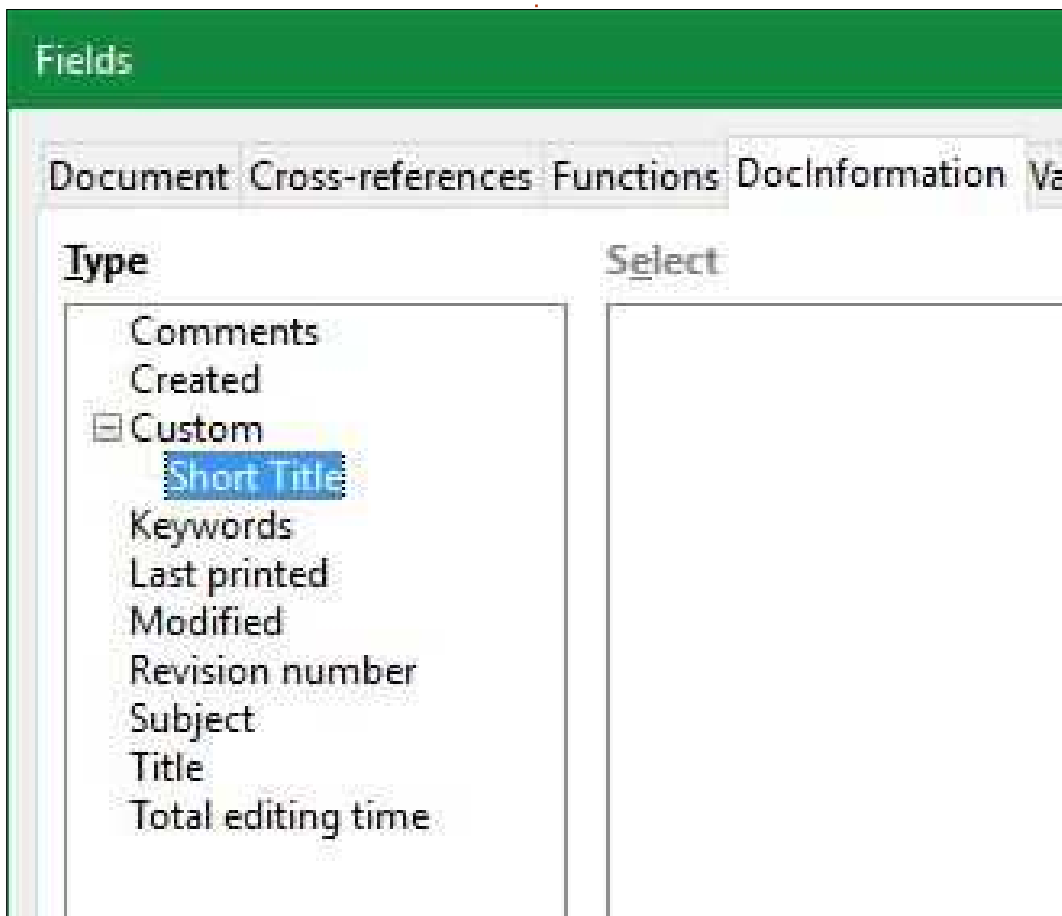 Fields
Document Cross-references Functions DocInformation
Type
Select
Comments
Created
Custom
Short Title
Keywords
Last printed
Modified
Revision number
Subject
Title
Total editing time